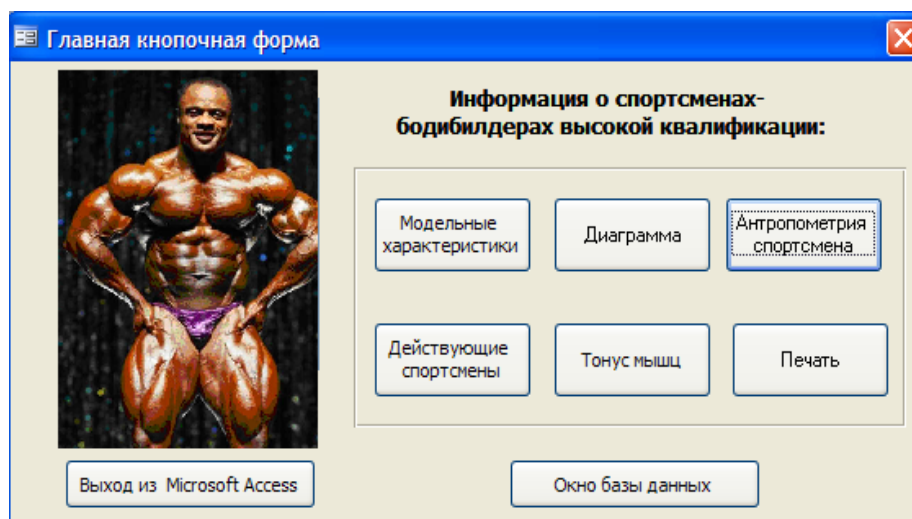 Главная кнопочная форма
Информация о спортсменах-
бодибилдерах высокой квалификации:
Модельные
характеристики
Диаграмма
Антропометрия
спортсмена
Действующие
спортсмены
Тонус мышц
Печать
Выход из Microsoft Access
Окно базы данных